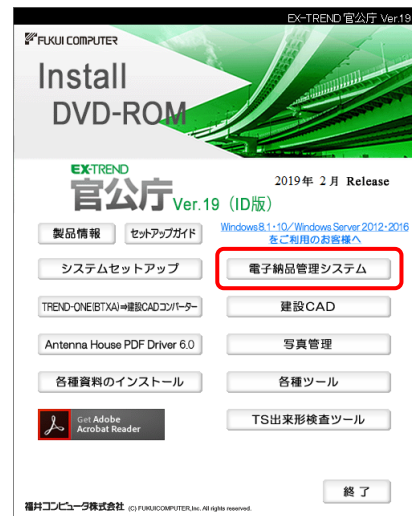 EX-TREND 官公庁 Ver.19
FUKUI COMPUTER
Install
DVD-ROM
EX-TREND
官公庁 Ver.19（ID版）
2019年 2月 Release
製品情報
セットアップガイド
Windows8.1・10／Windows Server 2012・2016
をご利用のお客様へ
システムセットアップ
電子納品管理システム
TREND-ONE(BTXA)⇒建設CADコンバーター
建設CAD
Antenna House PDF Driver 6.0
写真管理
各種資料のインストール
各種ツール
Get Adobe
Acrobat Reader
TS出来形検査ツール
終 了
福井コンピュータ株式会社 (C) FUKUICOMPUTER, Inc. All rights reserved.